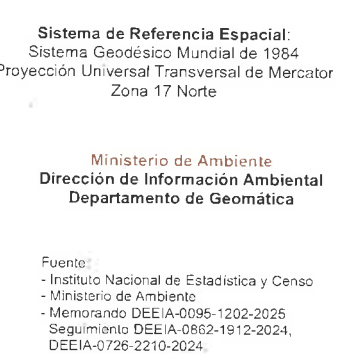 Sistema de Referencia Espacial:
Sistema Geodésico Mundial de 1984
Proyección Universal Transversal de Mercator
Zona 17 Norte
Ministerio de Ambiente
Dirección de Información Ambiental
Departamento de Geomática
Fuente:
- Instituto Nacional de Estadística y Censo
- Ministerio de Ambiente
- Memorando DEEIA-0095-1202-2025
Seguimiento DEEIA-0862-1912-2024,
DEEIA-0726-2210-2024.